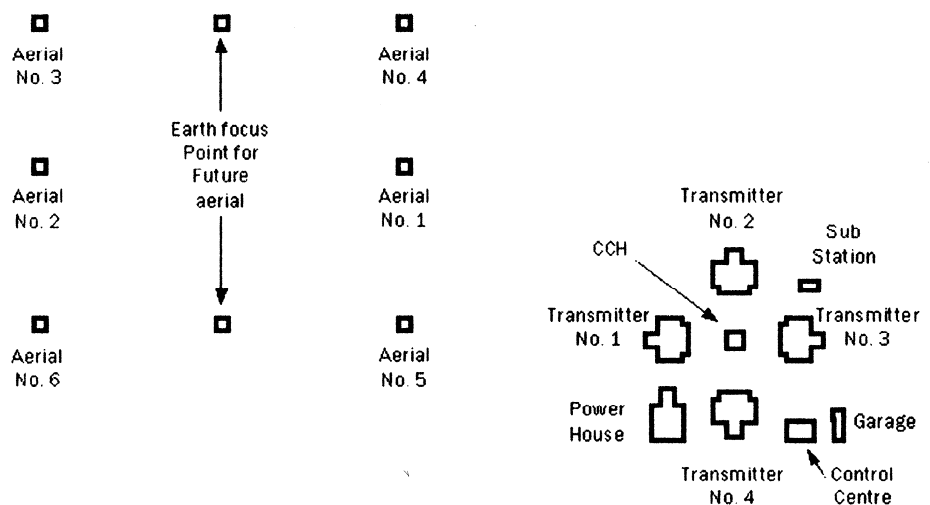 Aerial
No. 3
Aerial
No. 4
Earth focus
Point for
Future
aerial
Aerial
No. 2
Aerial
No. 1
Aerial
No. 6
Aerial
No. 5
Transmitter
No. 2
Sub
Station
CCH
Transmitter
No. 1
Transmitter
No. 3
Power
House
Garage
Transmitter
No. 4
Control
Centre